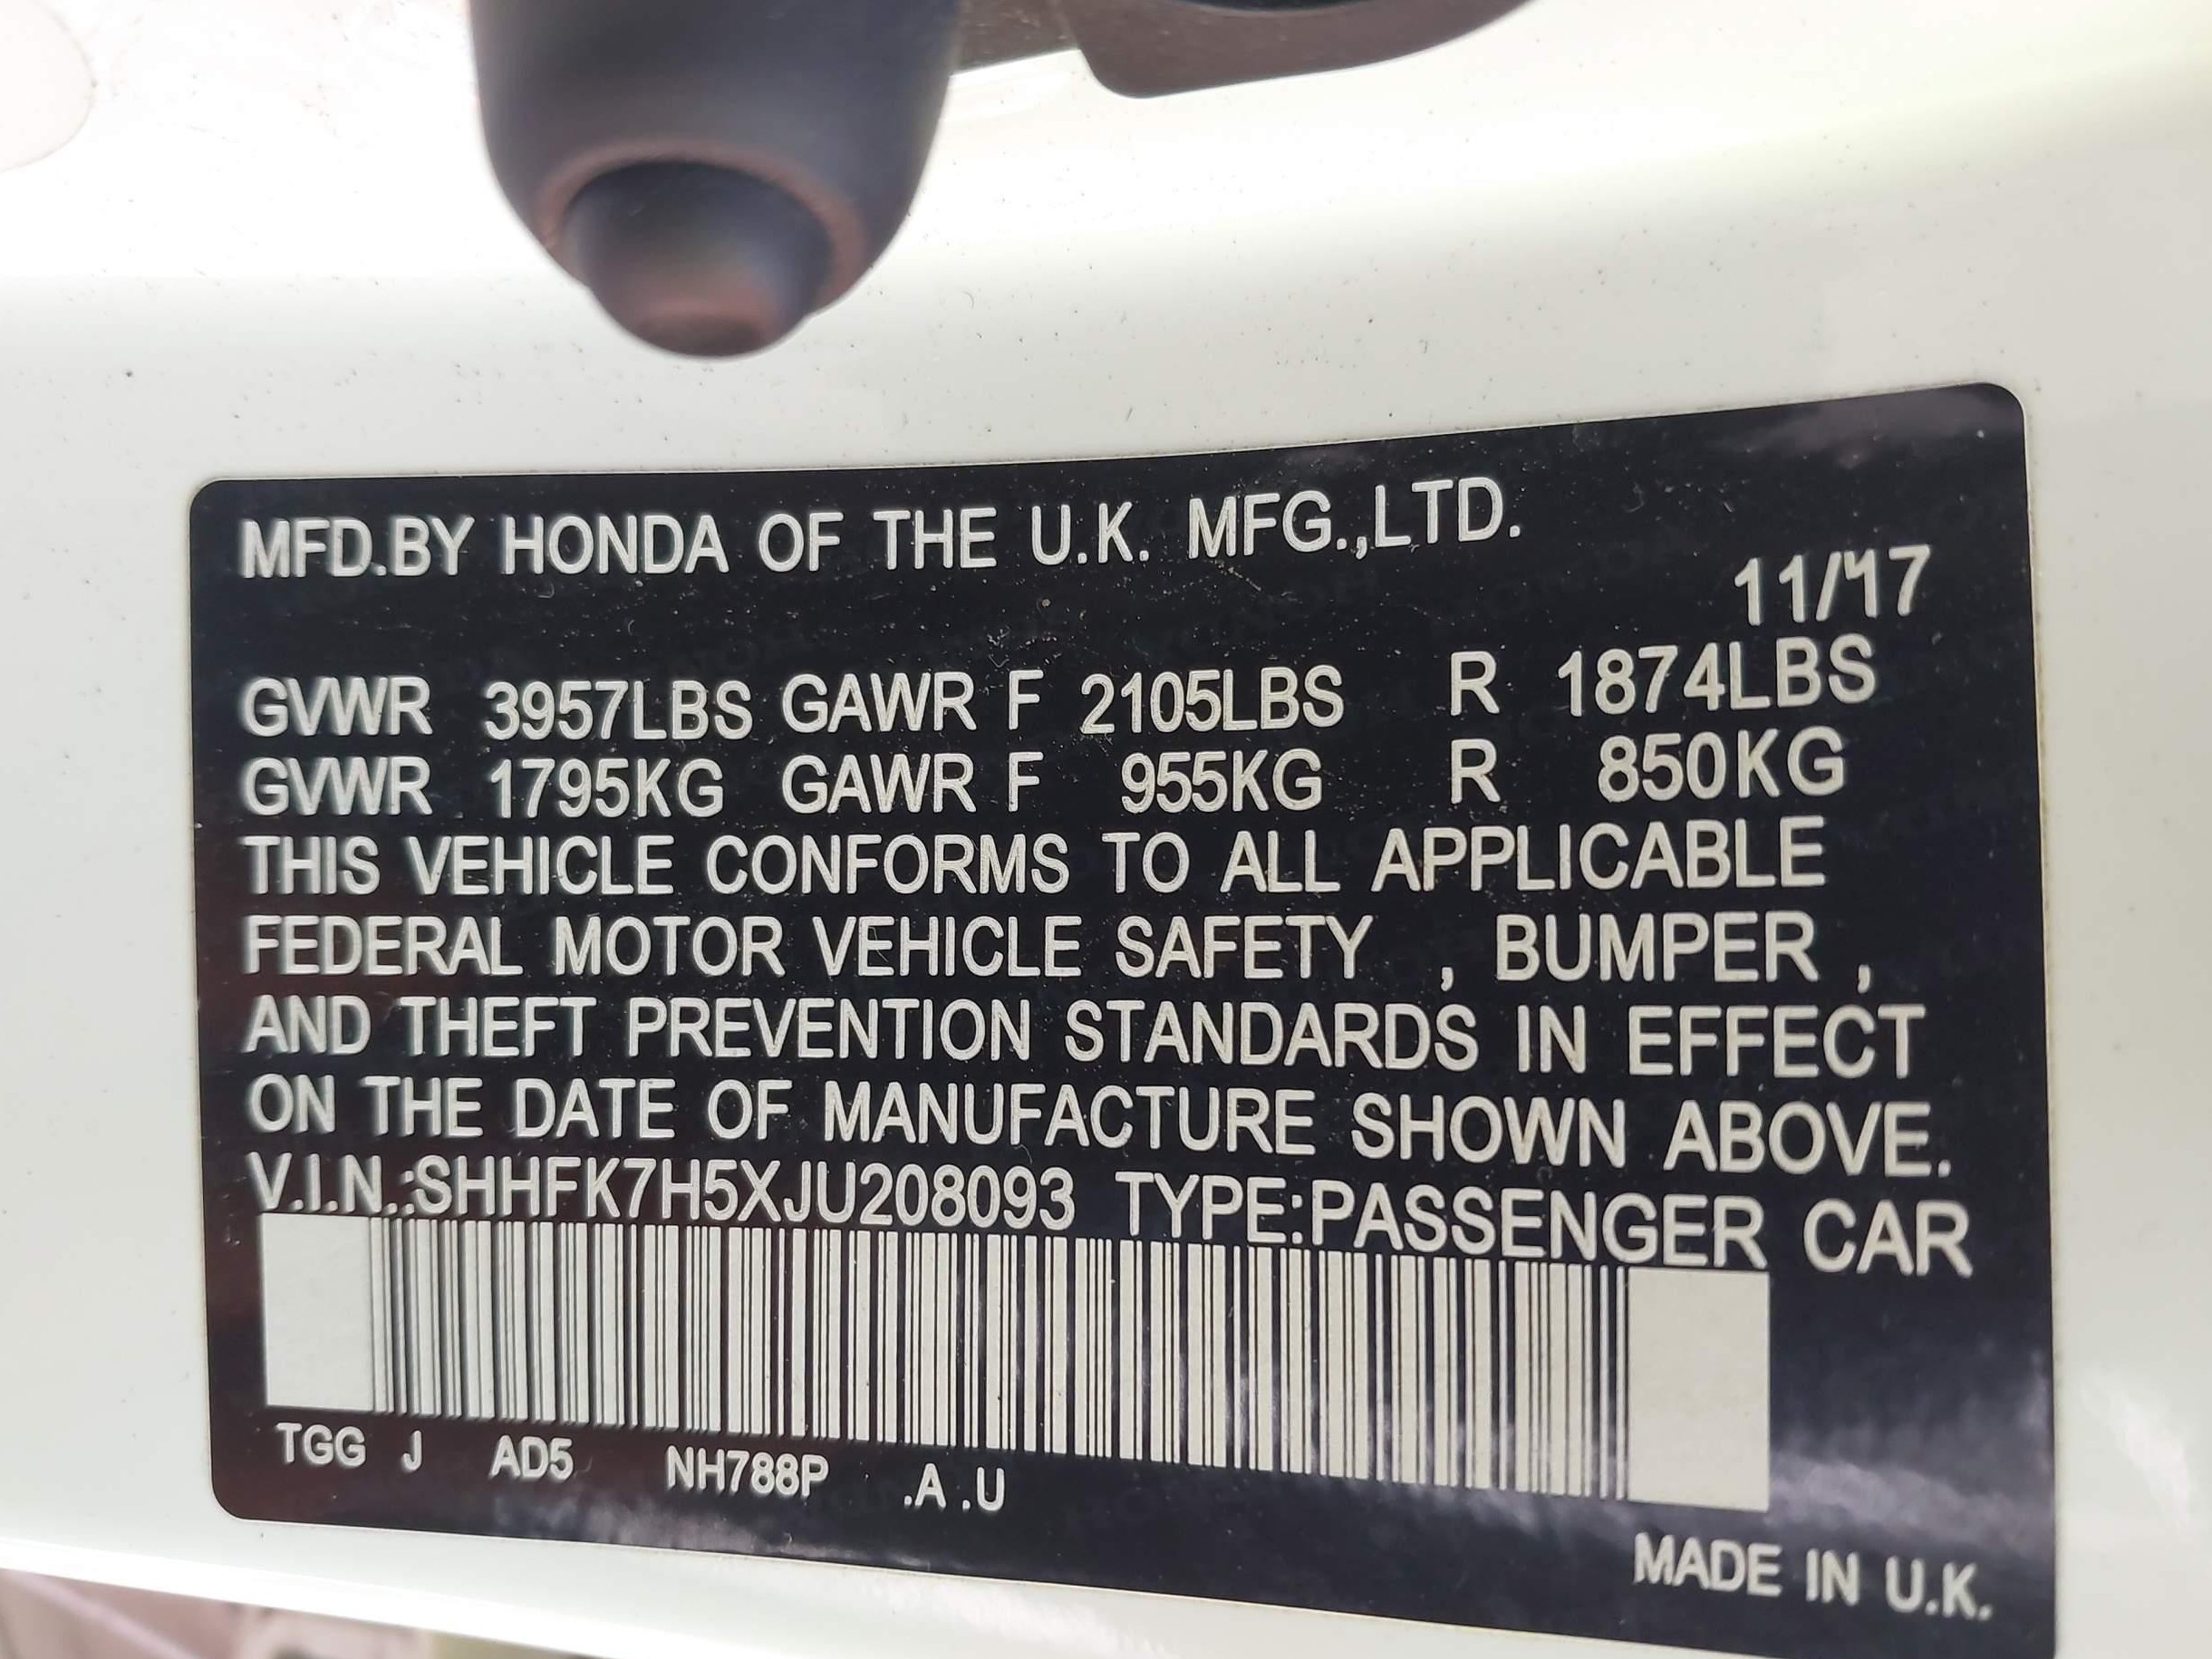 MFD.BY HONDA OF THE U.K. MFG.,LTD.
11/17
GVWR 3957LBS GAWR F 2105LBS R 1874LBS
GVWR 1795KG GAWR F 955KG R 850KG
THIS VEHICLE CONFORMS TO ALL APPLICABLE
FEDERAL MOTOR VEHICLE SAFETY , BUMPER ,
AND THEFT PREVENTION STANDARDS IN EFFECT
ON THE DATE OF MANUFACTURE SHOWN ABOVE.
V.I.N.:SHHFK7H5XJU208093 TYPE:PASSENGER CAR
TGG J AD5 NH788P .A .U
MADE IN U.K.